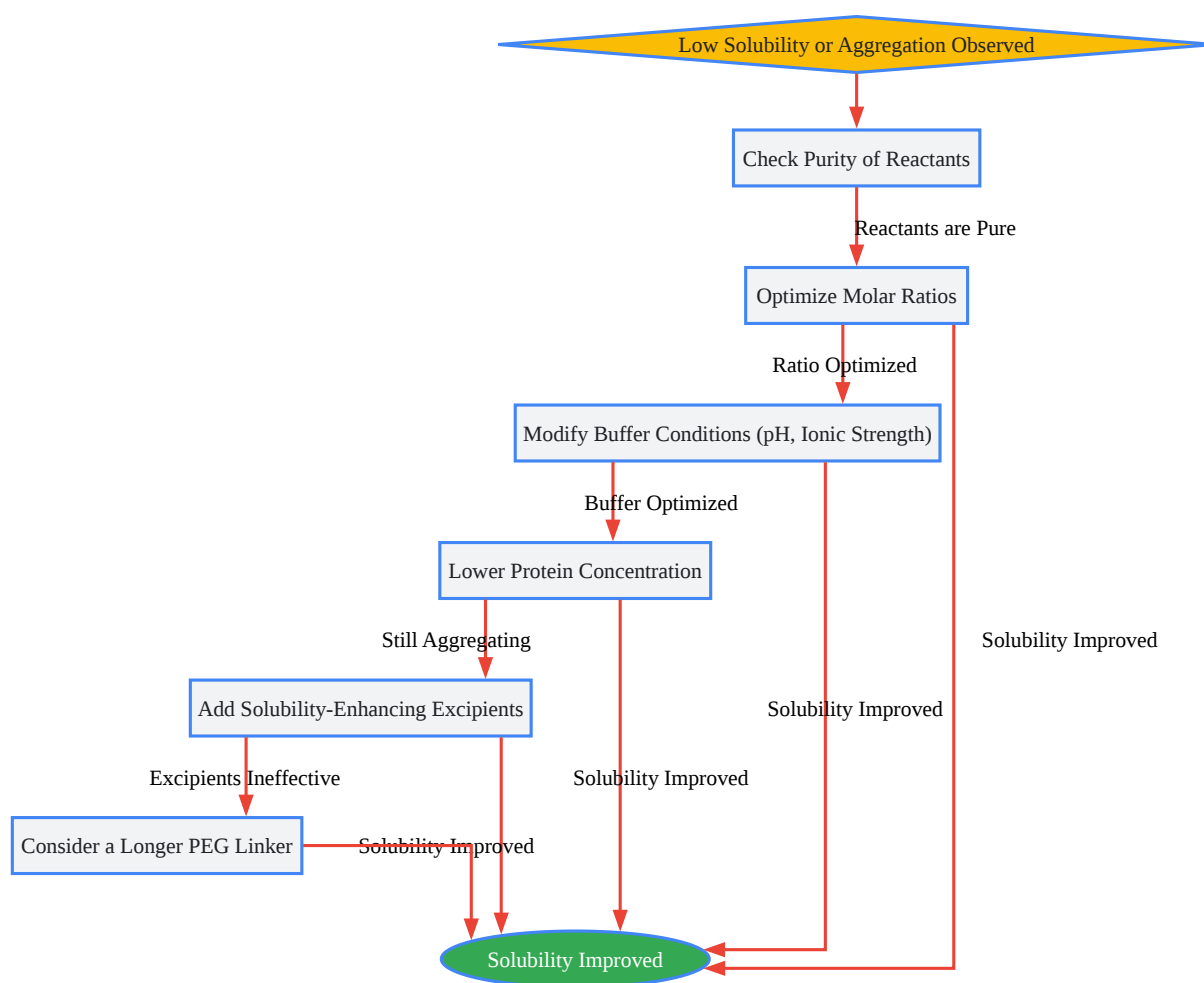 Low Solubility or Aggregation Observed
Check Purity of Reactants
Reactants are Pure
Optimize Molar Ratios
Ratio Optimized
Modify Buffer Conditions (pH, Ionic Strength)
Buffer Optimized
Lower Protein Concentration
Still Aggregating
Solubility Improved
Add Solubility-Enhancing Excipients
Solubility Improved
Excipients Ineffective
Solubility Improved
Consider a Longer PEG Linker
Solubility Improved
Solubility Improved